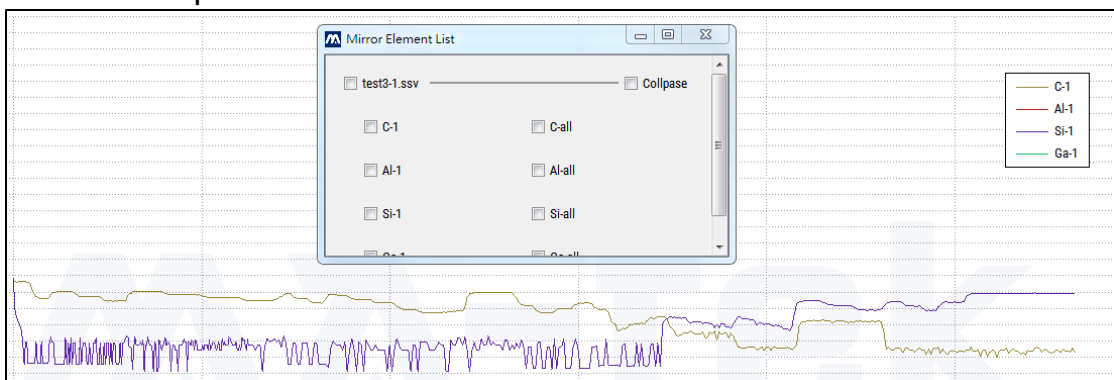 Mirror Element List
test3-1.ssv
Collpase
C-1
C-all
Al-1
Al-all
Si-1
Si-all
C-1
Al-1
Si-1
Ga-1